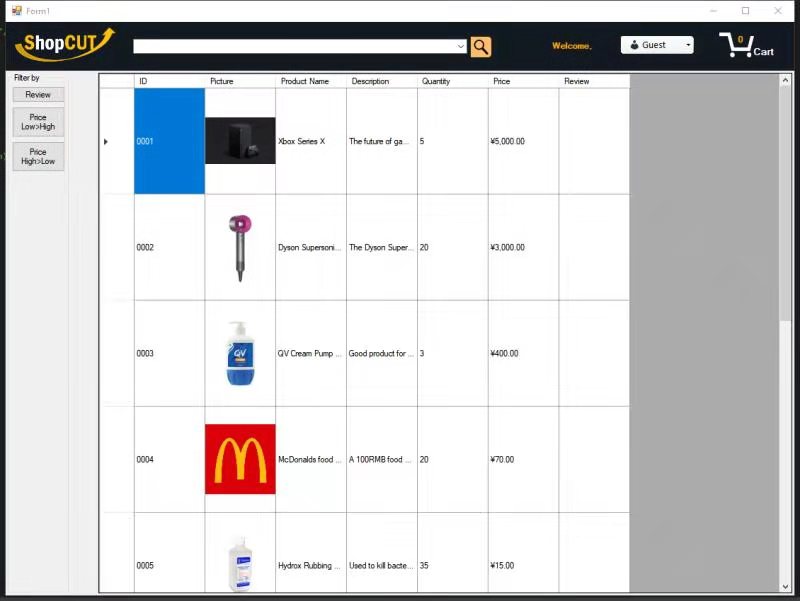 Form1
ShopCUT
Welcome,
Guest
0
Cart
Filter by
Review
Price
Low>High
Price
High>Low
ID Picture Product Name Description Quantity Price Review
0001 Xbox Series X The future of ga... 5 ¥5,000.00
0002 Dyson Supersoni... The Dyson Super... 20 ¥3,000.00
QV
0003 QV Cream Pump ... Good product for ... 3 ¥400.00
0004 McDonalds food ... A 100RMB food ... 20 ¥70.00
0005 Hydrox Rubbing ... Used to kill bacte... 35 ¥15.00